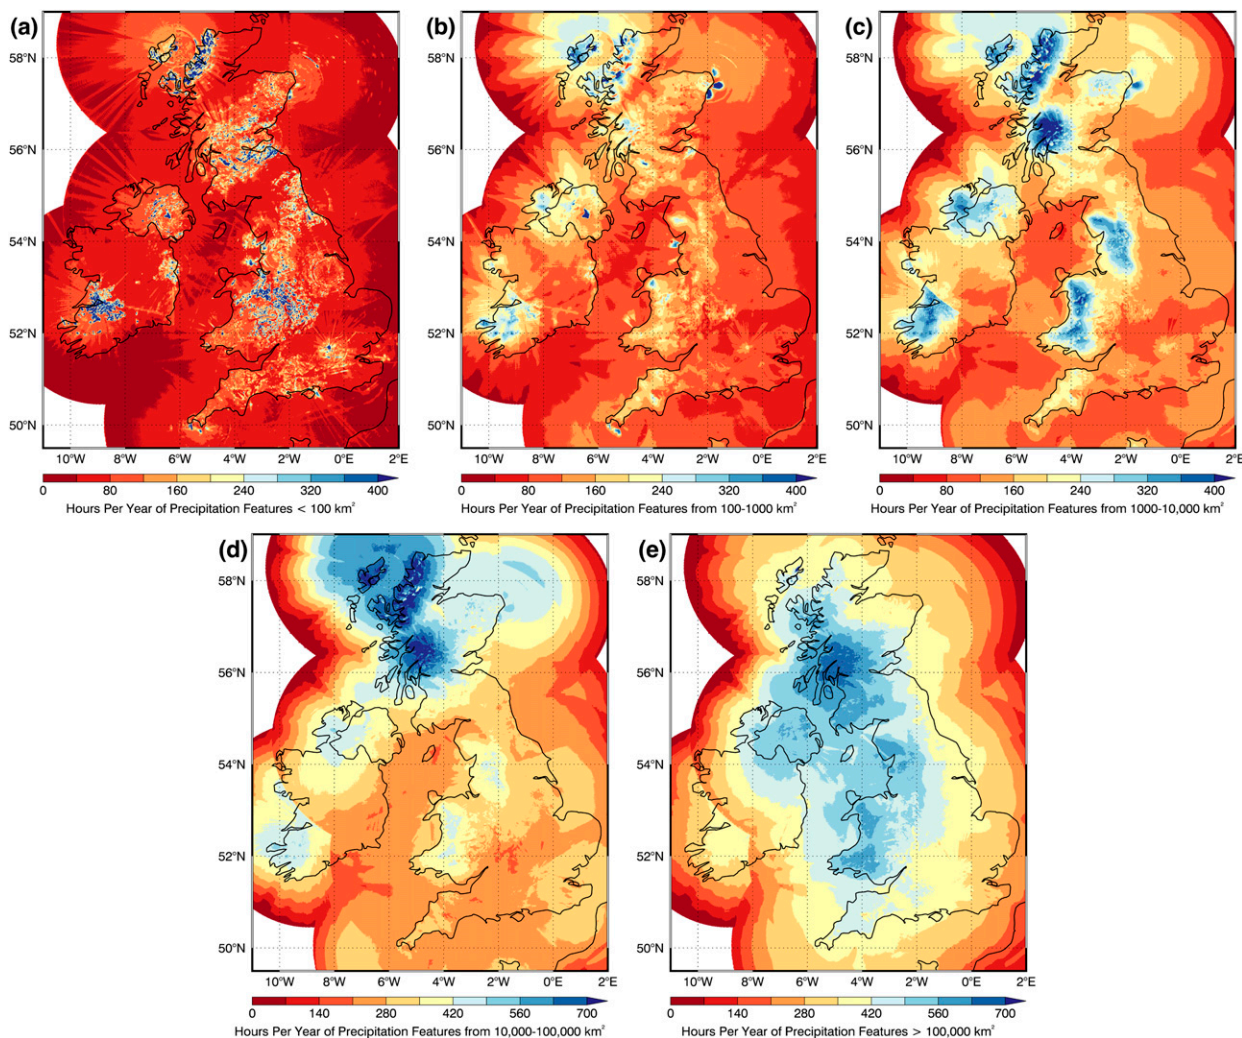 (a)
(b)
(c)
58°N
56°N
54°N
52°N
50°N
10°W 8°W 6°W 4°W 2°W 0°W 2°E
0 80 160 240 320 400
Hours Per Year of Precipitation Features < 100 km²
58°N
56°N
54°N
52°N
50°N
10°W 8°W 6°W 4°W 2°W 0°W 2°E
0 80 160 240 320 400
Hours Per Year of Precipitation Features from 100-1000 km²
58°N
56°N
54°N
52°N
50°N
10°W 8°W 6°W 4°W 2°W 0°W 2°E
0 80 160 240 320 400
Hours Per Year of Precipitation Features from 1000-10,000 km²
(d)
(e)
58°N
56°N
54°N
52°N
50°N
10°W 8°W 6°W 4°W 2°W 0°W 2°E
0 140 280 420 560 700
Hours Per Year of Precipitation Features from 10,000-100,000 km²
58°N
56°N
54°N
52°N
50°N
10°W 8°W 6°W 4°W 2°W 0°W 2°E
0 140 280 420 560 700
Hours Per Year of Precipitation Features > 100,000 km²